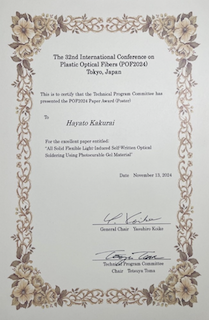 The 32nd International Conference on
Plastic Optical Fibers (POF2024)
Tokyo, Japan
This is to certify that the Technical Program Committee has
presented the POF2024 Paper Award (Poster)
To
Hayato Kakurai
For the excellent paper entitled:
"All Solid Flexible Light-Induced Self-Written Optical
Soldering Using Photocurable Gel Material"
Date November 13, 2024
General Chair Yasuhiro Koike
Technical Program Committee
Chair Tetsuya Toma